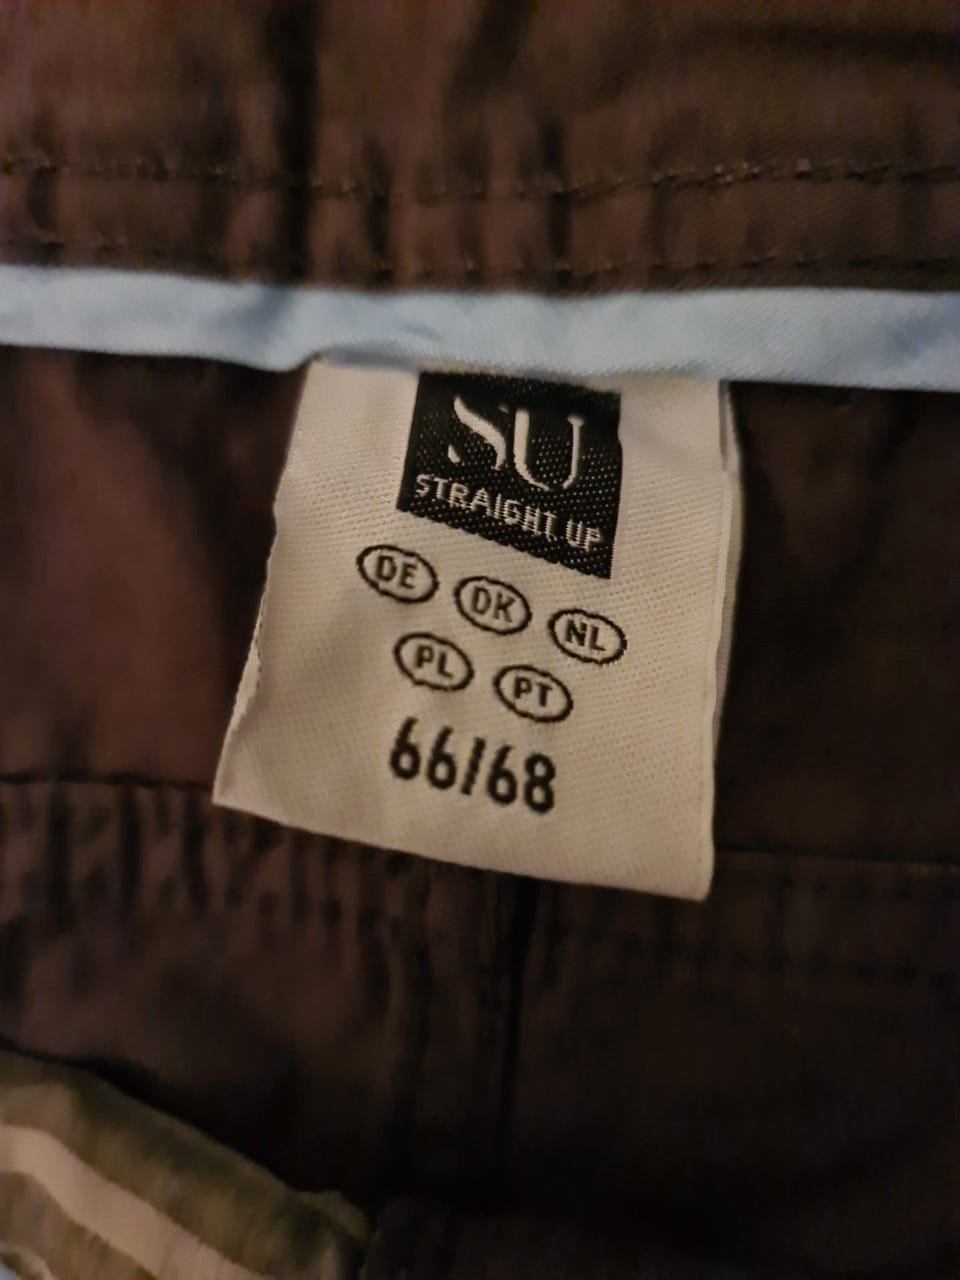 SU
STRAIGHT UP
DE DK NL
PL PT
66/68